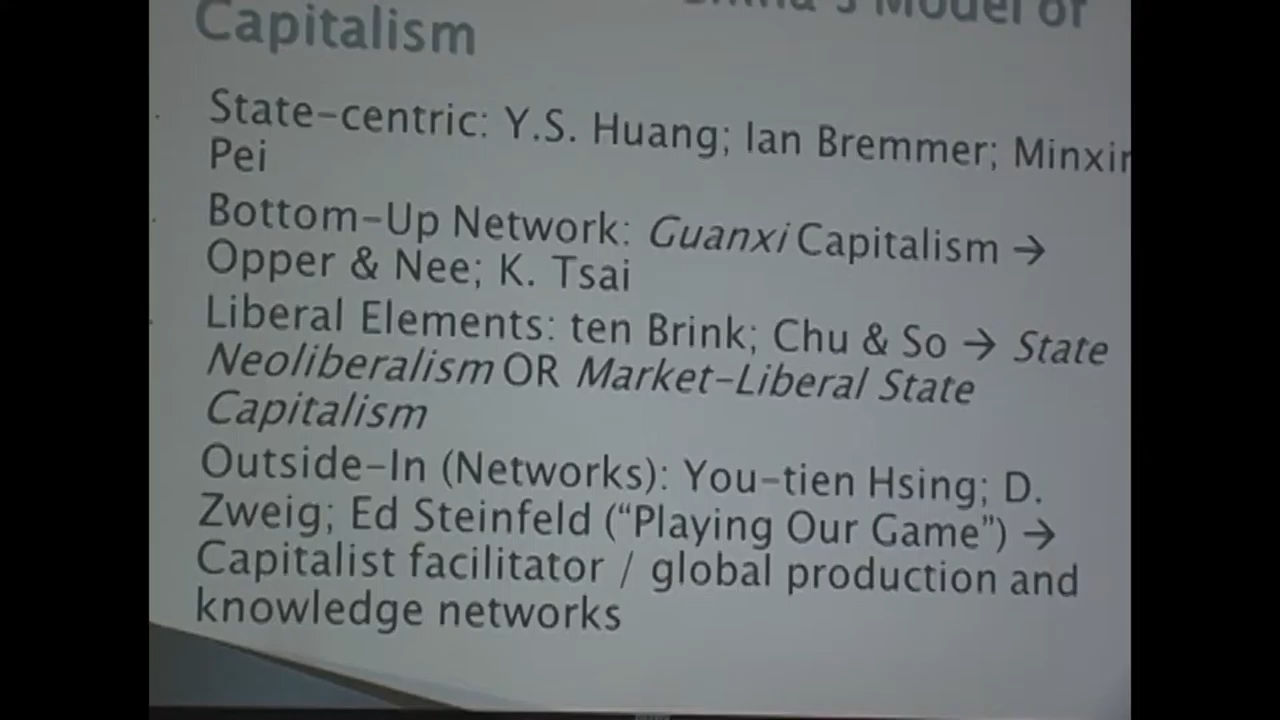 Model of
Capitalism
State-centric: Y.S. Huang; Ian Bremmer; Minxin
Pei
Bottom-Up Network: Guanxi Capitalism →
Opper & Nee; K. Tsai
Liberal Elements: ten Brink; Chu & So → State
Neoliberalism OR Market-Liberal State
Capitalism
Outside-In (Networks): You-tien Hsing; D.
Zweig; Ed Steinfeld (“Playing Our Game”) →
Capitalist facilitator / global production and
knowledge networks